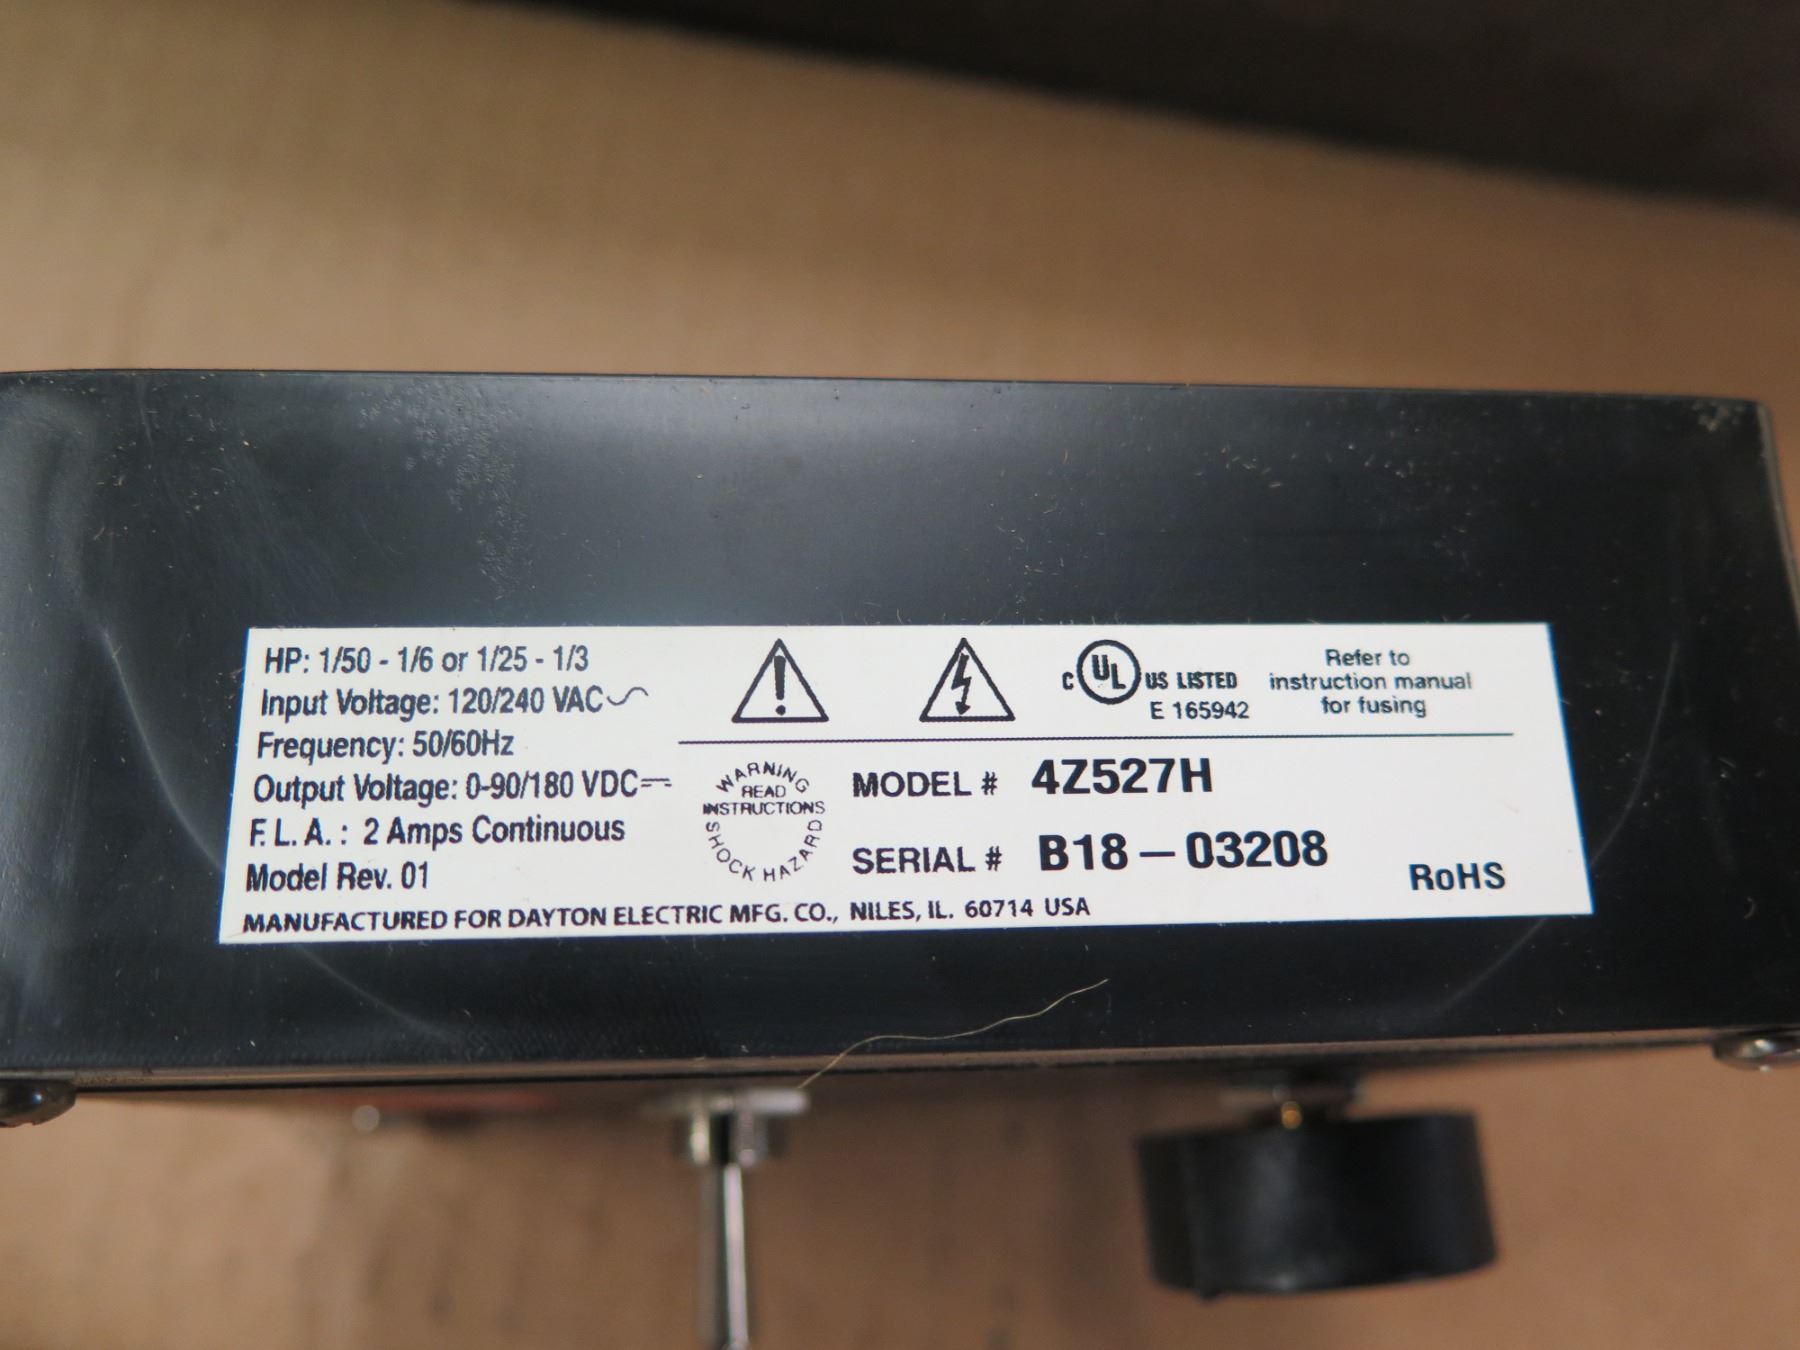 HP: 1/50 - 1/6 or 1/25 - 1/3
Input Voltage: 120/240 VAC
Frequency: 50/60Hz
Output Voltage: 0-90/180 VDC
F.L.A.: 2 Amps Continuous
Model Rev. 01
MANUFACTURED FOR DAYTON ELECTRIC MFG. CO., NILES, IL. 60714 USA
C UL US LISTED
E 165942
Refer to
instruction manual
for fusing
WARNING
READ
INSTRUCTIONS
SHOCK HAZARD
MODEL # 4Z527H
SERIAL # B18-03208
RoHS